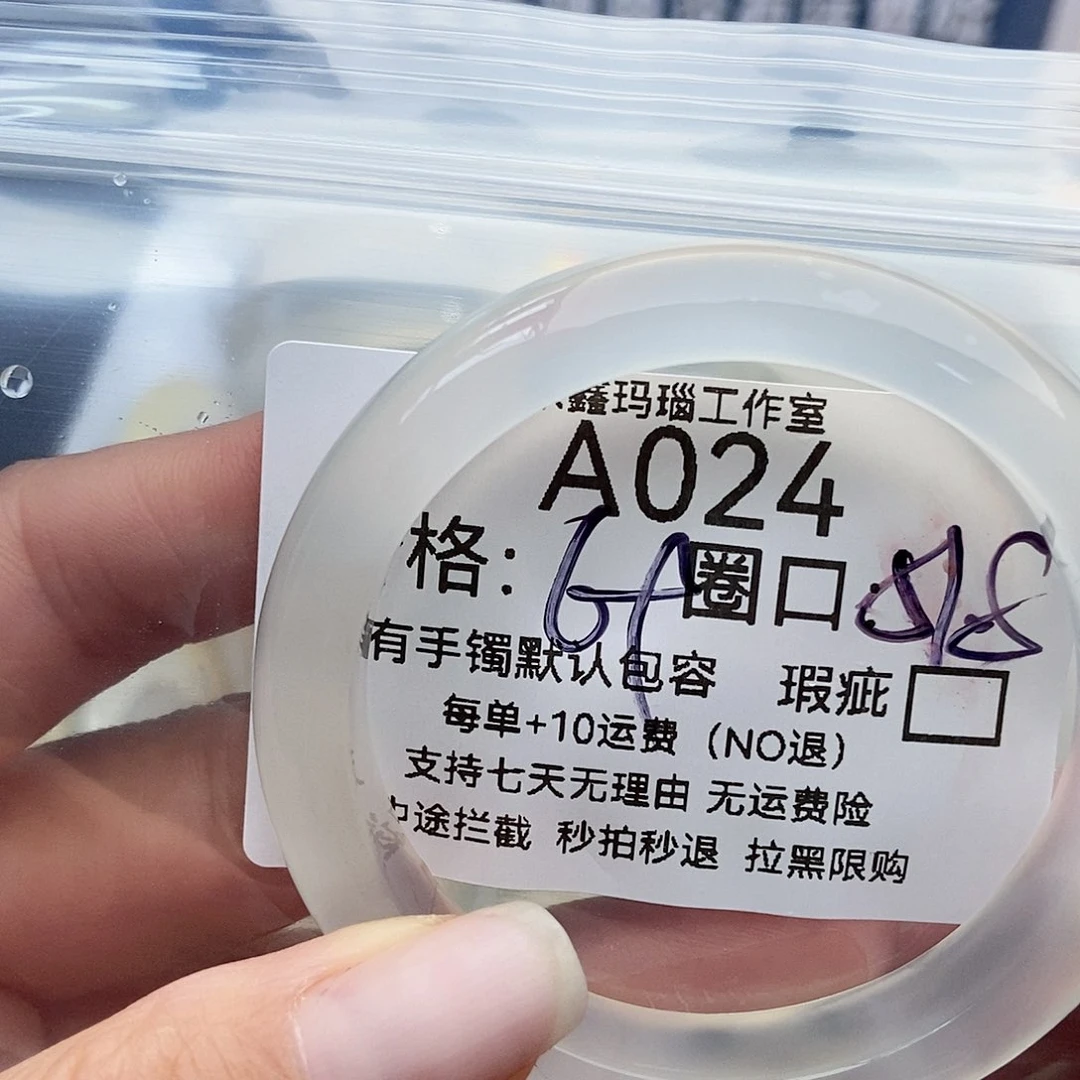 鑫玛瑙工作室
A024
格: 圈口
有手镯默认包容 瑕疵
每单+10运费（NO退）
支持七天无理由 无运费险
中途拦截 秒拍秒退 拉黑限购